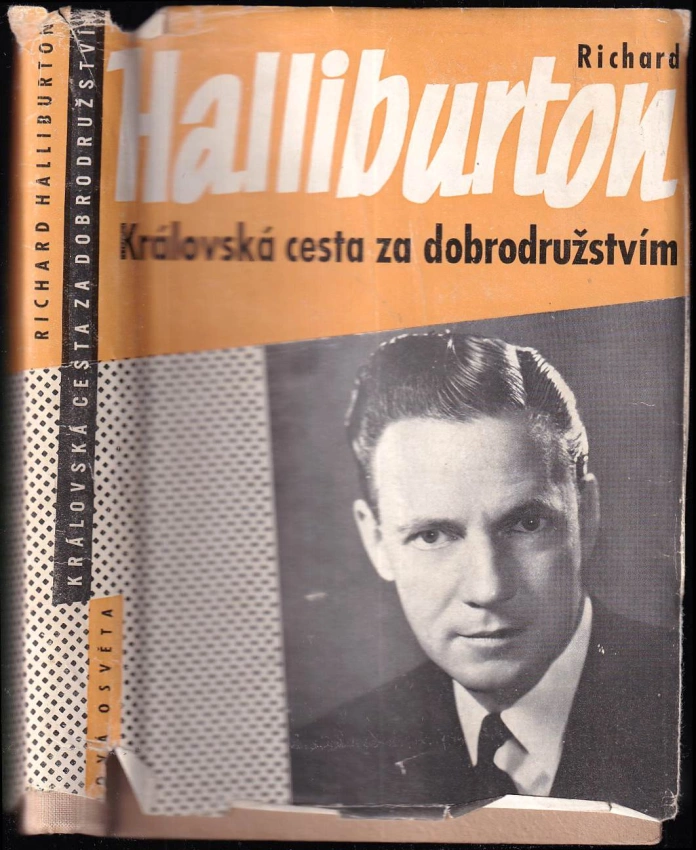 Richard
Halliburton
Královská cesta za dobrodružstvím
RICHARD HALLIBURTON
KRÁLOVSKÁ CESTA ZA DOBRODRUŽSTVÍM
OSVĚTA